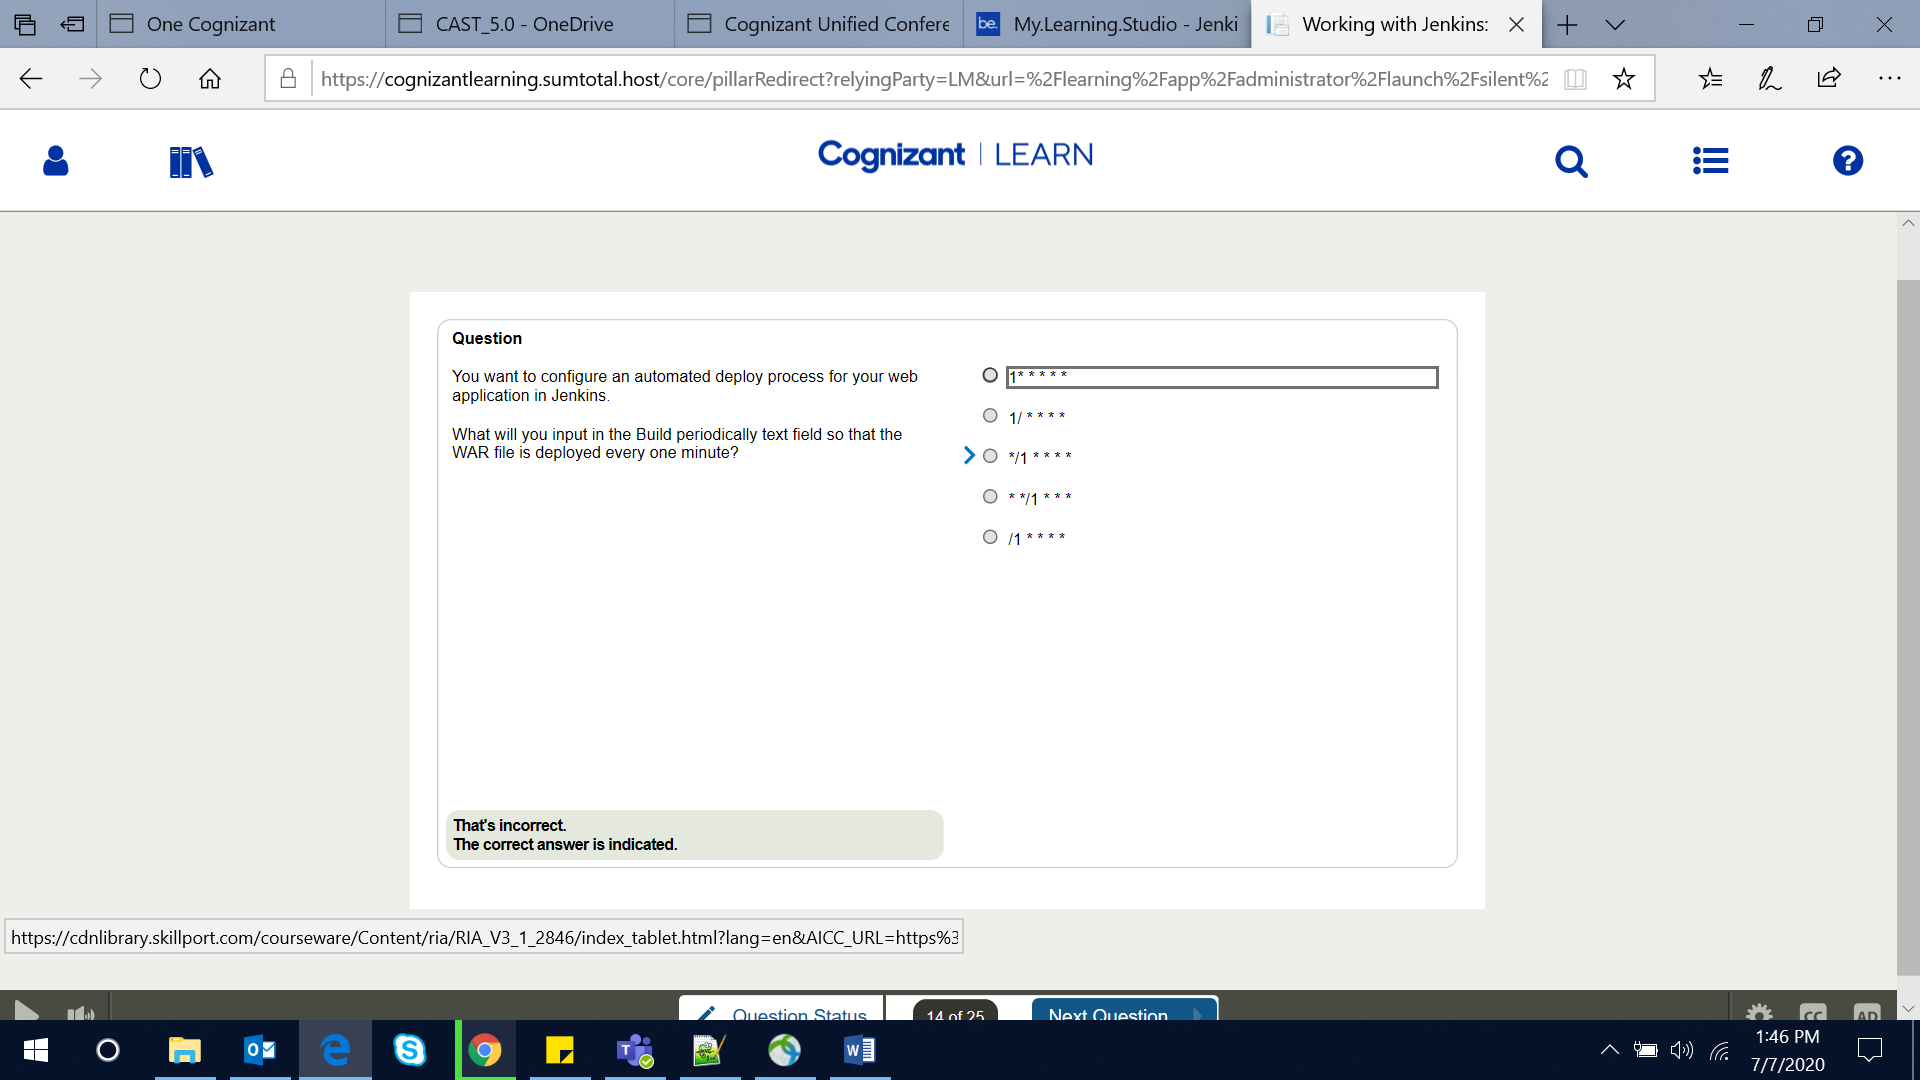 One Cognizant
CAST_5.0 - OneDrive
Cognizant Unified Confere
be. My.Learning.Studio - Jenki
Working with Jenkins:
https://cognizantlearning.sumtotal.host/core/pillarRedirect?relyingParty=LM&url=%2Flearning%2Fapp%2Fadministrator%2Flaunch%2Fsilent%2
Cognizant | LEARN
Question
You want to configure an automated deploy process for your web
application in Jenkins.
What will you input in the Build periodically text field so that the
WAR file is deployed every one minute?
1* * * * *
1/ * * * *
*/1 * * * *
* */1 * * *
/1 * * * *
That's incorrect.
The correct answer is indicated.
https://cdnlibrary.skillport.com/courseware/Content/ria/RIA_V3_1_2846/index_tablet.html?lang=en&AICC_URL=https%3
Question Status
14 of 25
Next Question
CC
AD
1:46 PM
7/7/2020